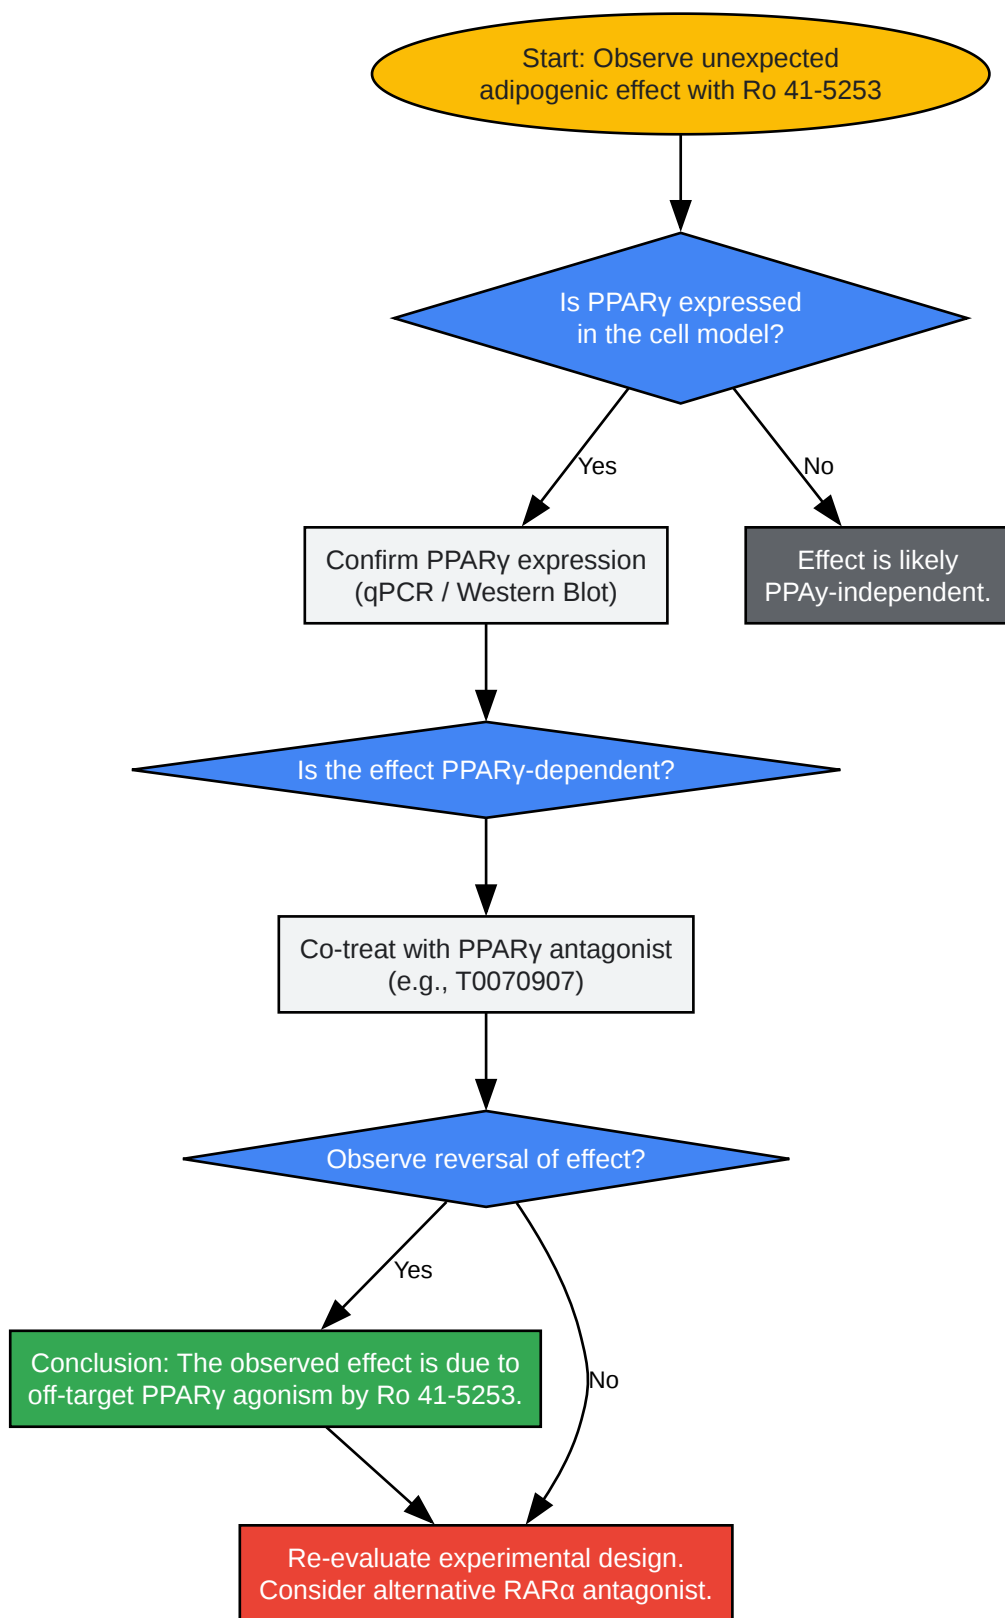 Start: Observe unexpected
adipogenic effect with Ro 41-5253
Is PPARγ expressed
in the cell model?
Yes
No
Confirm PPARγ expression
(qPCR / Western Blot)
Effect is likely
PPAy-independent.
Is the effect PPARγ-dependent?
Co-treat with PPARγ antagonist
(e.g., T0070907)
Observe reversal of effect?
Yes
Conclusion: The observed effect is due to
off-target PPARγ agonism by Ro 41-5253.
No
Re-evaluate experimental design.
Consider alternative RARα antagonist.